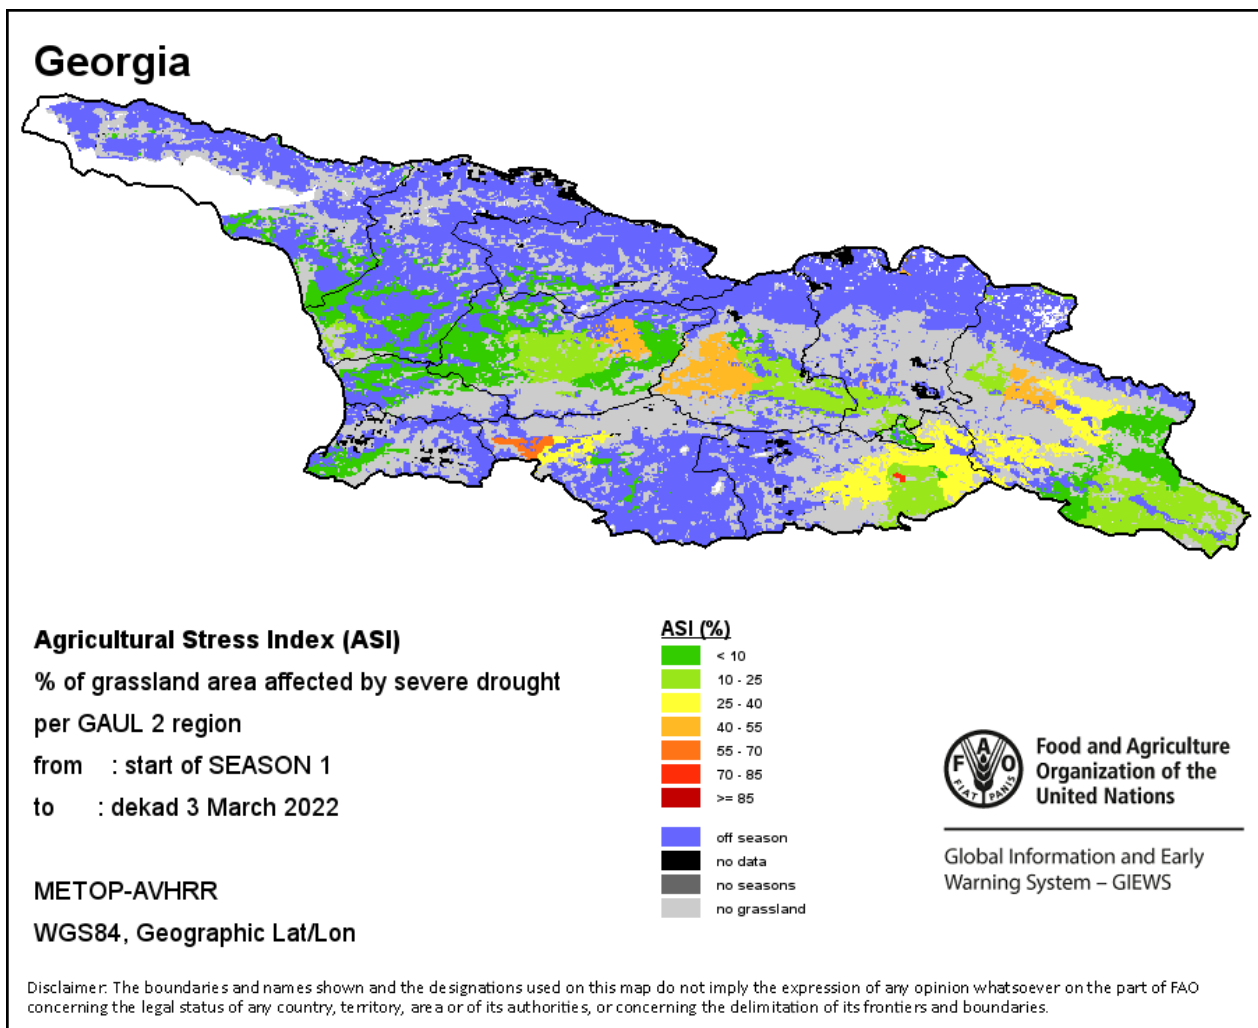 Georgia
Agricultural Stress Index (ASI)
% of grassland area affected by severe drought
per GAUL 2 region
from : start of SEASON 1
to : dekad 3 March 2022
METOP-AVHRR
WGS84, Geographic Lat/Lon
ASI (%)
< 10
10 - 25
25 - 40
40 - 55
55 - 70
70 - 85
>= 85
off season
no data
no seasons
no grassland
F A O
FIAT PANIS
Food and Agriculture
Organization of the
United Nations
Global Information and Early
Warning System – GIEWS
Disclaimer: The boundaries and names shown and the designations used on this map do not imply the expression of any opinion whatsoever on the part of FAO
concerning the legal status of any country, territory, area or of its authorities, or concerning the delimitation of its frontiers and boundaries.